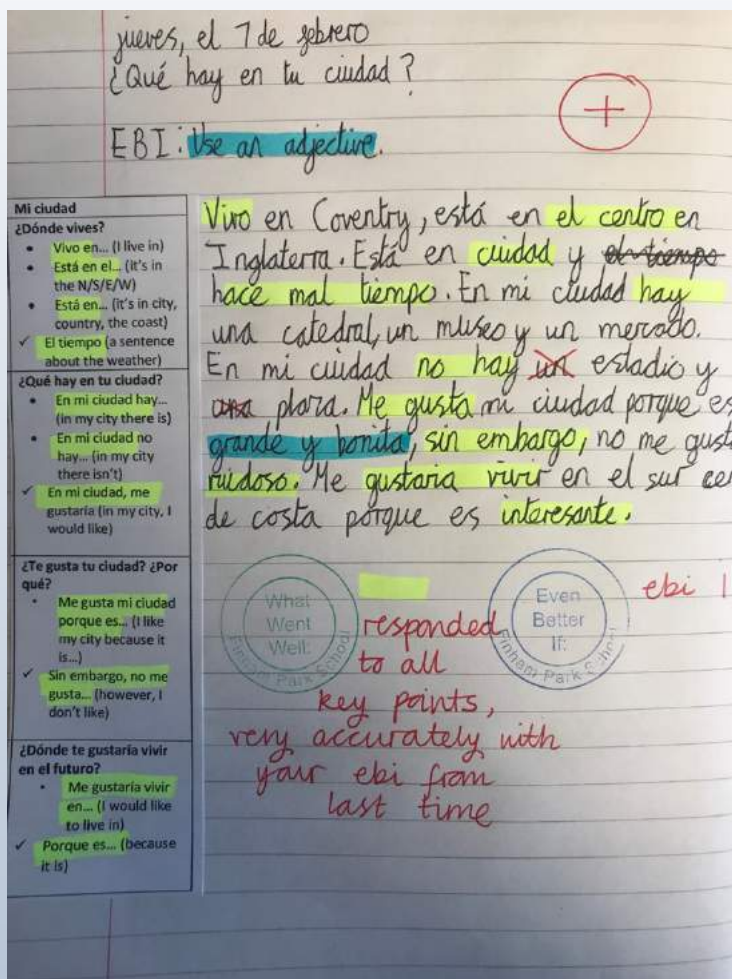 jueves, el 7 de febrero
¿Qué hay en tu ciudad?
EBI: Use an adjective.
Mi ciudad
¿Dónde vives?
• Vivo en... (I live in)
• Está en el... (it's in
the N/S/E/W)
• Está en... (it's in city,
country, the coast)
✓ El tiempo (a sentence
about the weather)
¿Qué hay en tu ciudad?
• En mi ciudad hay...
(in my city there is)
• En mi ciudad no
hay... (in my city
there isn't)
✓ En mi ciudad, me
gustaría (in my city, I
would like)
¿Te gusta tu ciudad? ¿Por
qué?
• Me gusta mi ciudad
porque es... (I like
my city because it
is...)
✓ Sin embargo, no me
gusta... (however, I
don't like)
¿Dónde te gustaría vivir
en el futuro?
• Me gustaría vivir
en... (I would like
to live in)
✓ Porque es... (because
it is)
Vivo en Coventry, está en el centro en
Inglaterra. Está en ciudad y el tiempo
hace mal tiempo. En mi ciudad hay
una catedral, un museo y un mercado.
En mi ciudad no hay un estadio y
una plaza. Me gusta mi ciudad porque es
grande y bonita, sin embargo, no me gust
ruidoso. Me gustaria vivir en el sur cer
de costa porque es interesante.
What
Went
Well:
Finham Park School
responded
to all
key points,
very accurately with
your ebi from
last time
Even
Better
If:
Finham Park School
ebi